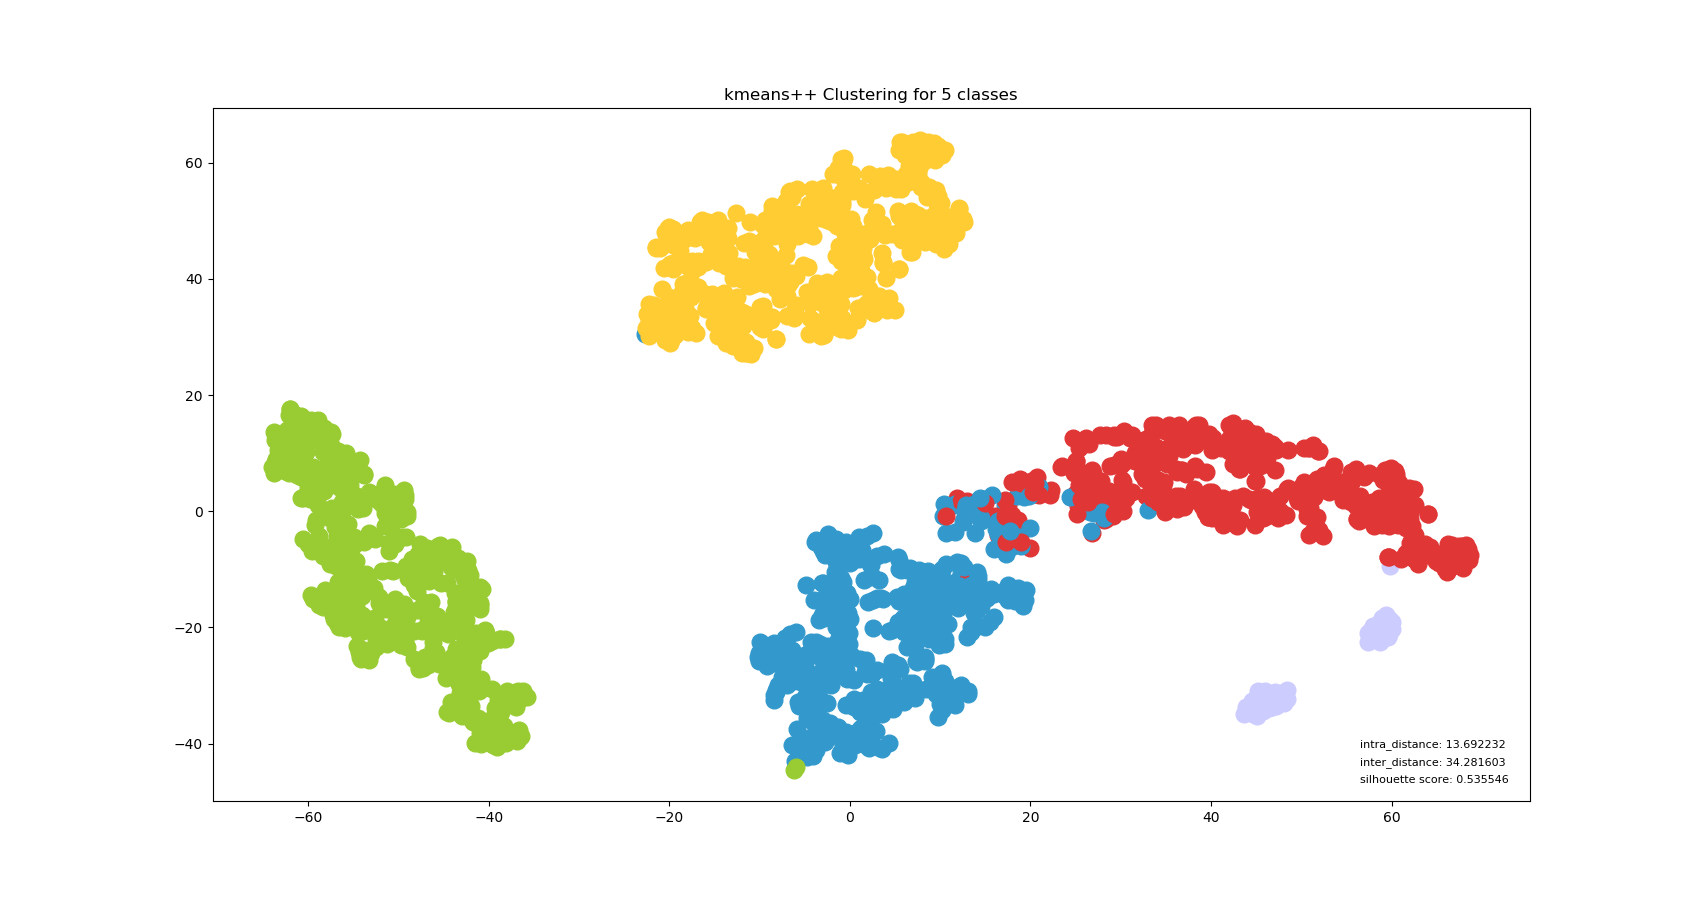 kmeans++ Clustering for 5 classes
60
40
20
0
−20
−40
−60 −40 −20 0 20 40 60
intra_distance: 13.692232
inter_distance: 34.281603
silhouette score: 0.535546